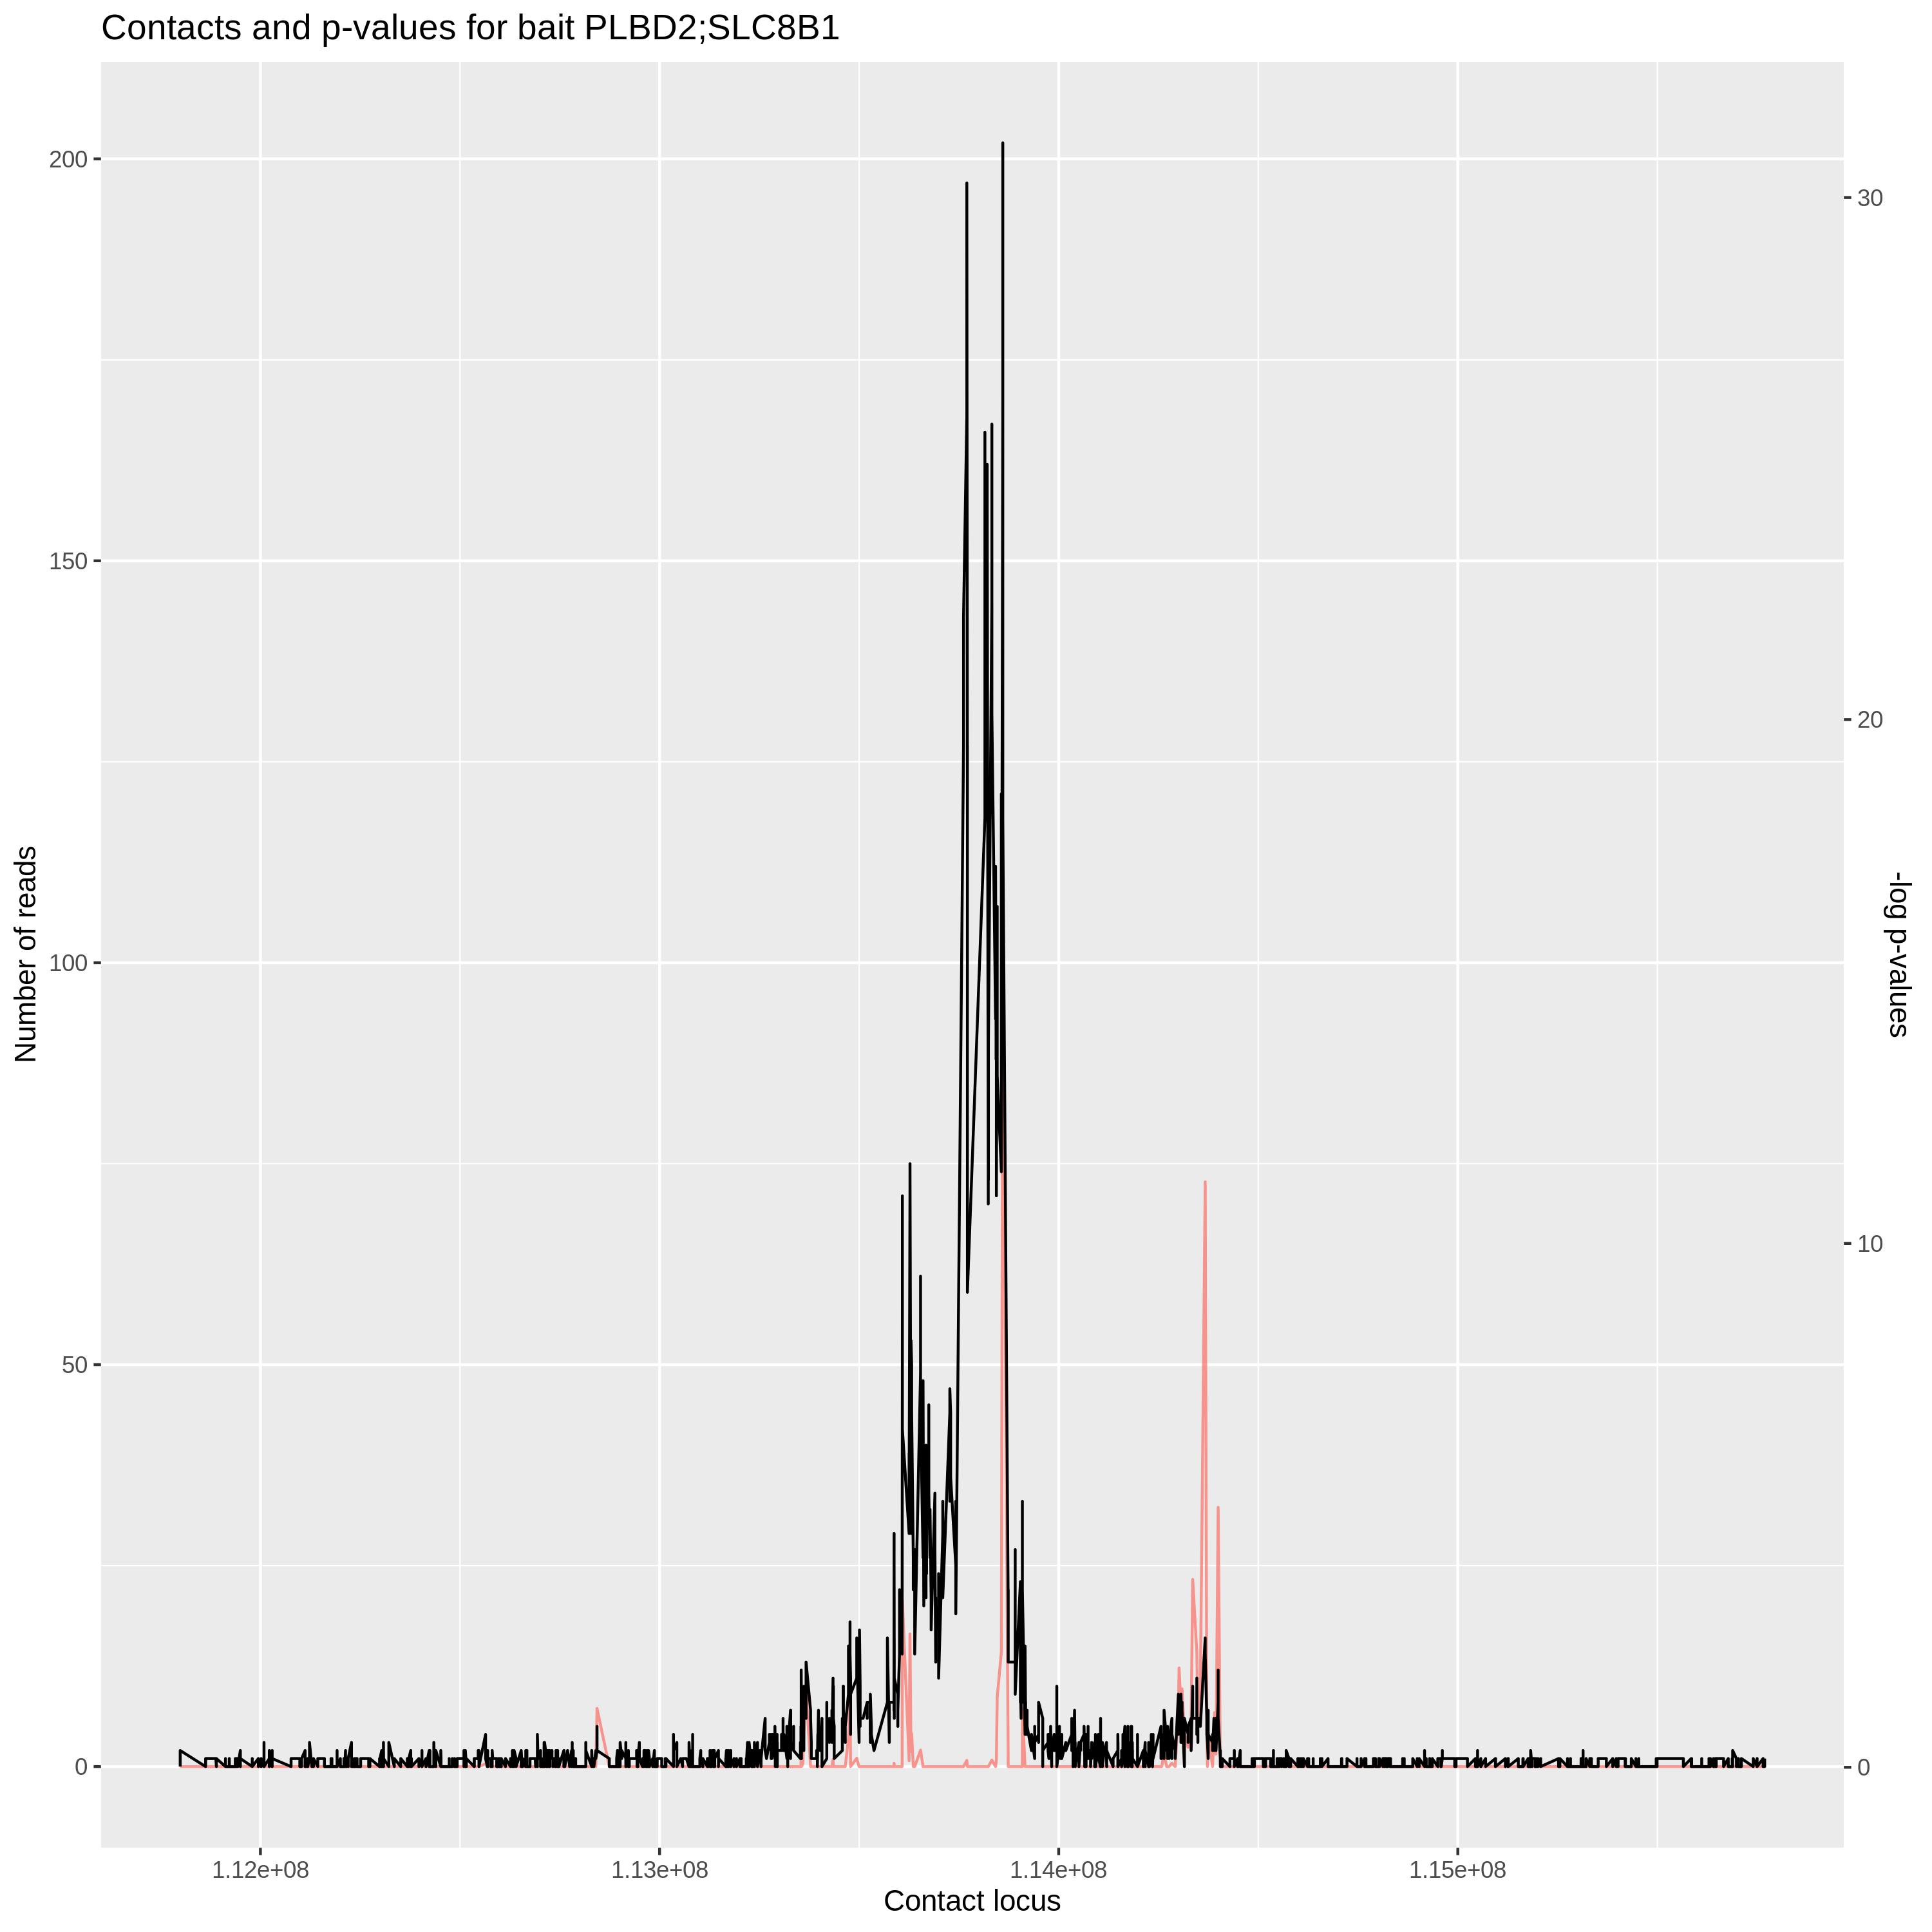 Contacts and p-values for bait PLBD2;SLC8B1
200
150
100
50
0
Number of reads
30
20
10
0
-log p-values
1.12e+08
1.13e+08
1.14e+08
1.15e+08
Contact locus